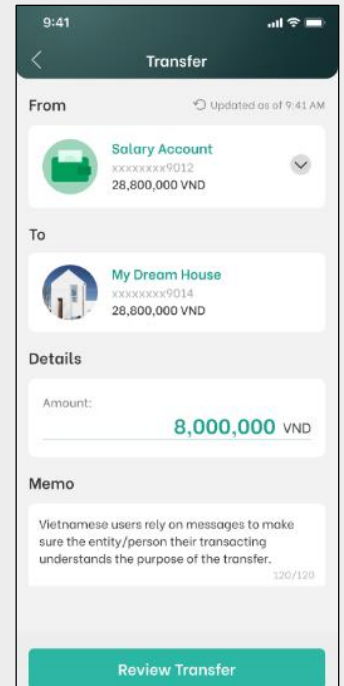 9:41
Transfer
From
Updated as of 9:41 AM
Salary Account
xxxxxxxx9012
28,800,000 VND
To
My Dream House
xxxxxxxx9014
28,800,000 VND
Details
Amount:
8,000,000 VND
Memo
Vietnamese users rely on messages to make
sure the entity/person their transacting
understands the purpose of the transfer.
120/120
Review Transfer